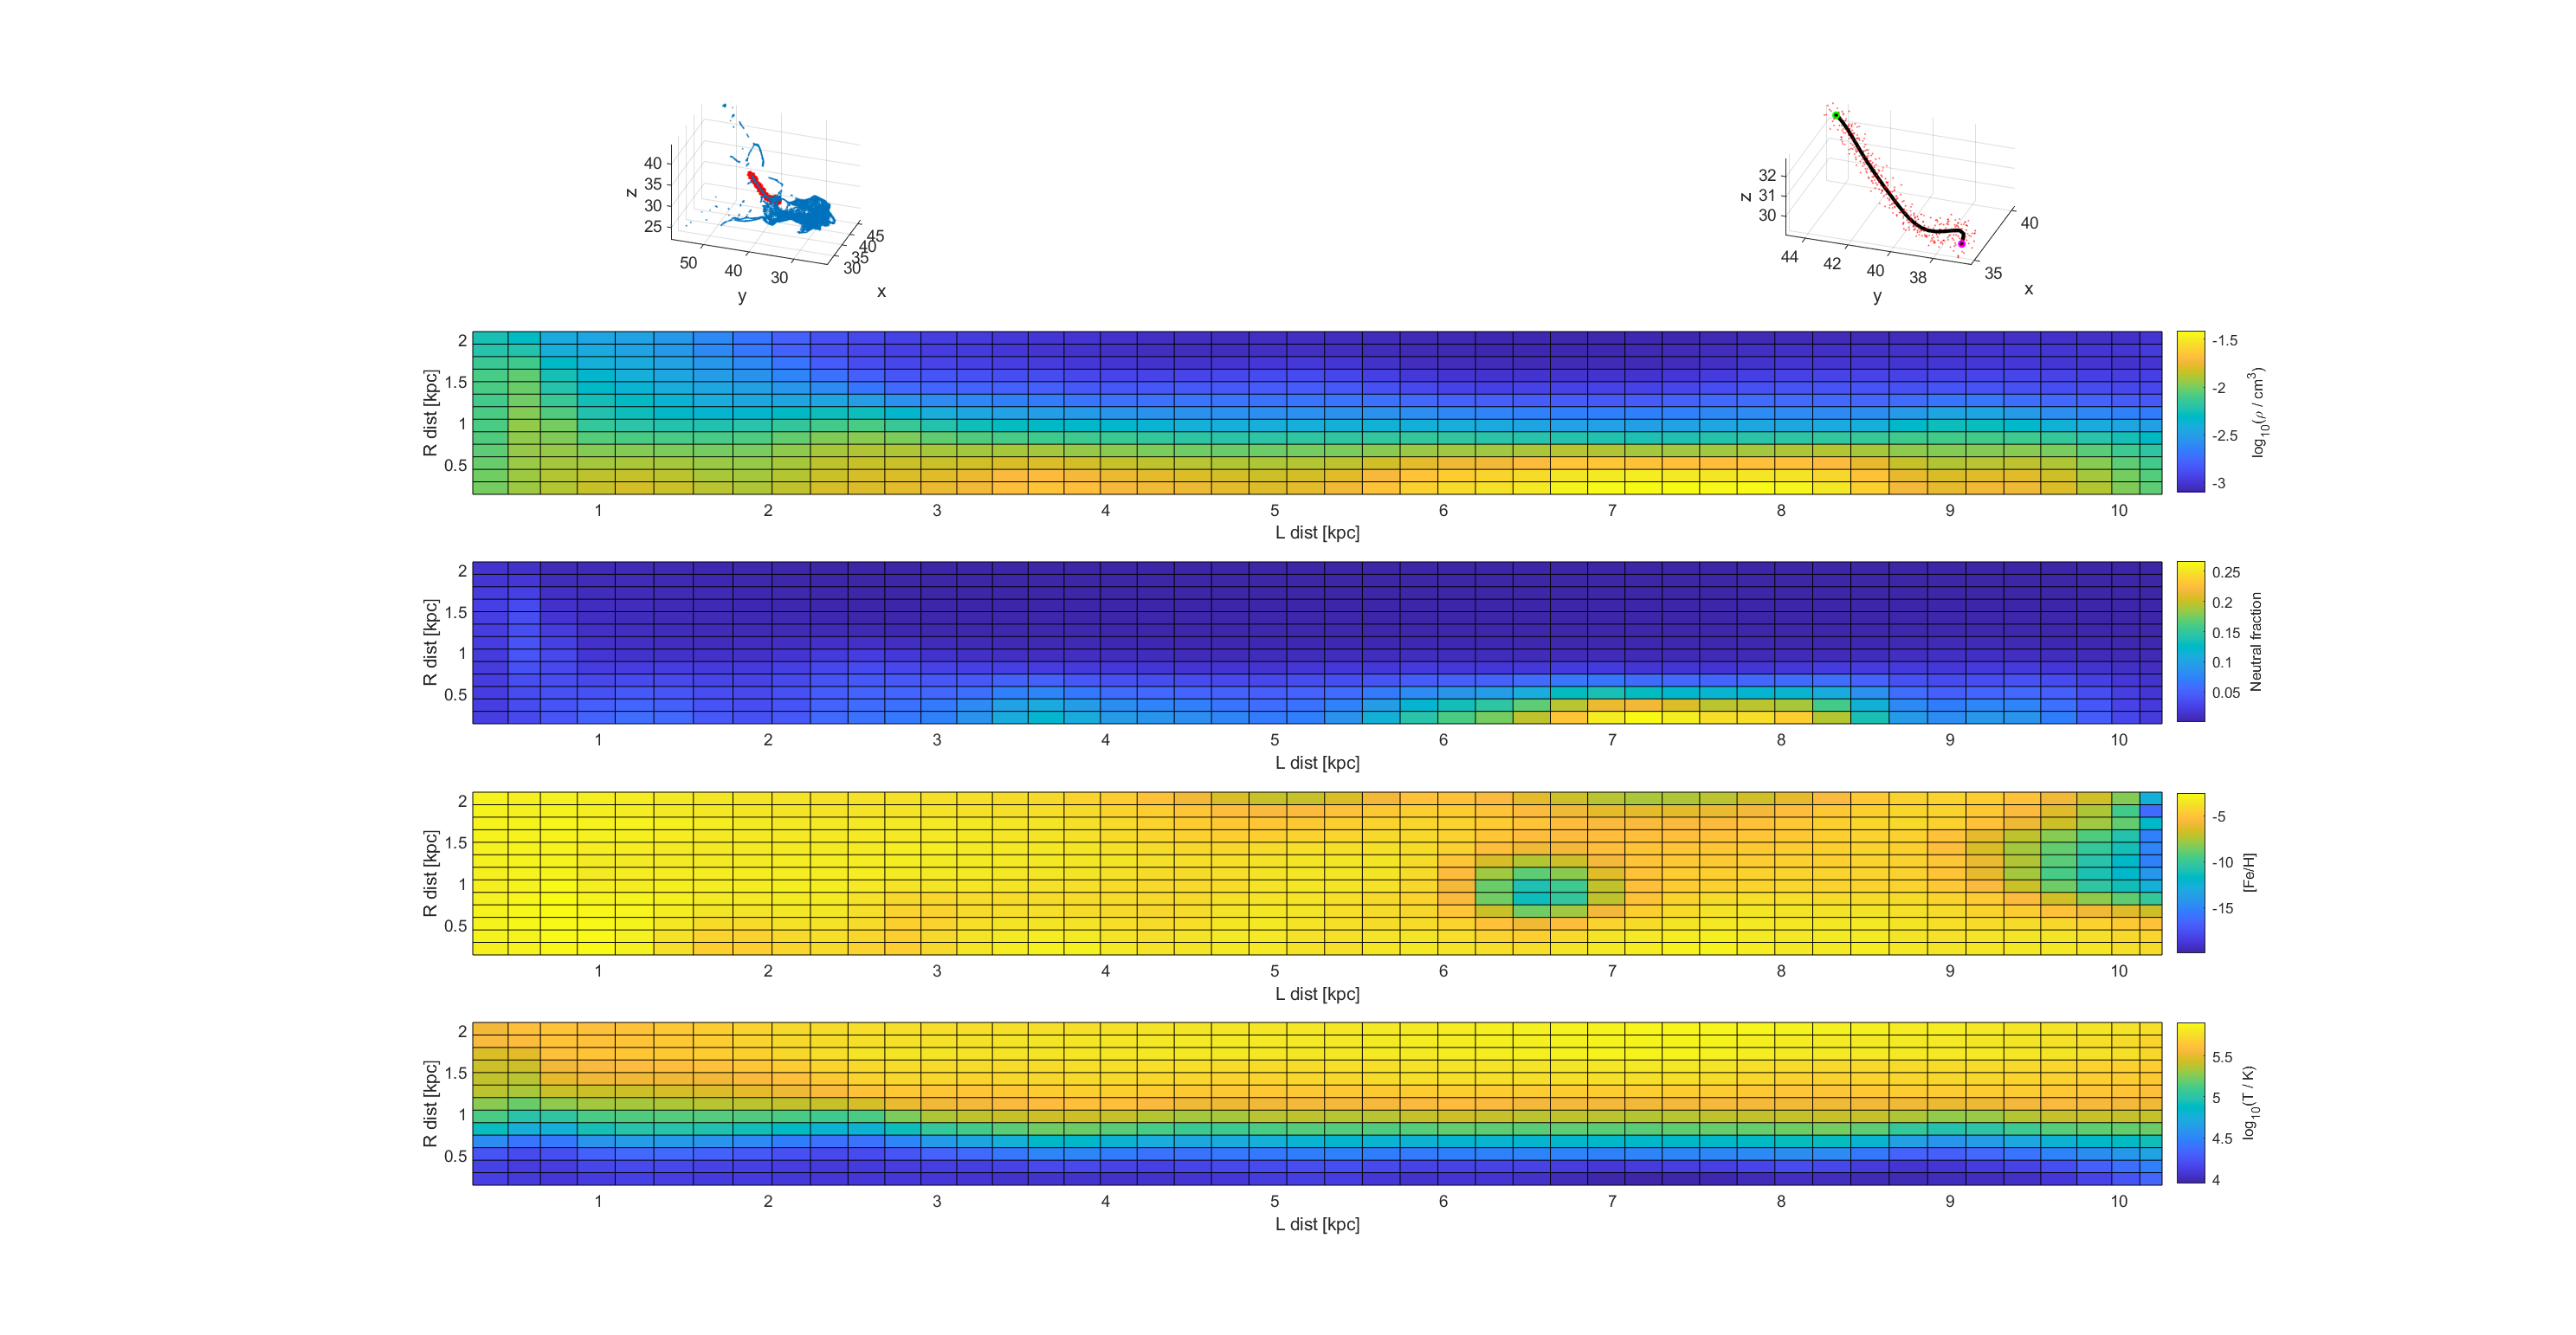 40
35
30
25
z
50
40
30
y
45
40
35
30
x
32
31
30
z
44
42
40
38
y
40
35
x
2
1.5
1
0.5
R dist [kpc]
1 2 3 4 5 6 7 8 9 10
L dist [kpc]
-1.5
-2
-2.5
-3
log10(ρ / cm3)
2
1.5
1
0.5
R dist [kpc]
1 2 3 4 5 6 7 8 9 10
L dist [kpc]
0.25
0.2
0.15
0.1
0.05
Neutral fraction
2
1.5
1
0.5
R dist [kpc]
1 2 3 4 5 6 7 8 9 10
L dist [kpc]
-5
-10
-15
[Fe/H]
2
1.5
1
0.5
R dist [kpc]
1 2 3 4 5 6 7 8 9 10
L dist [kpc]
5.5
5
4.5
4
log10(T / K)